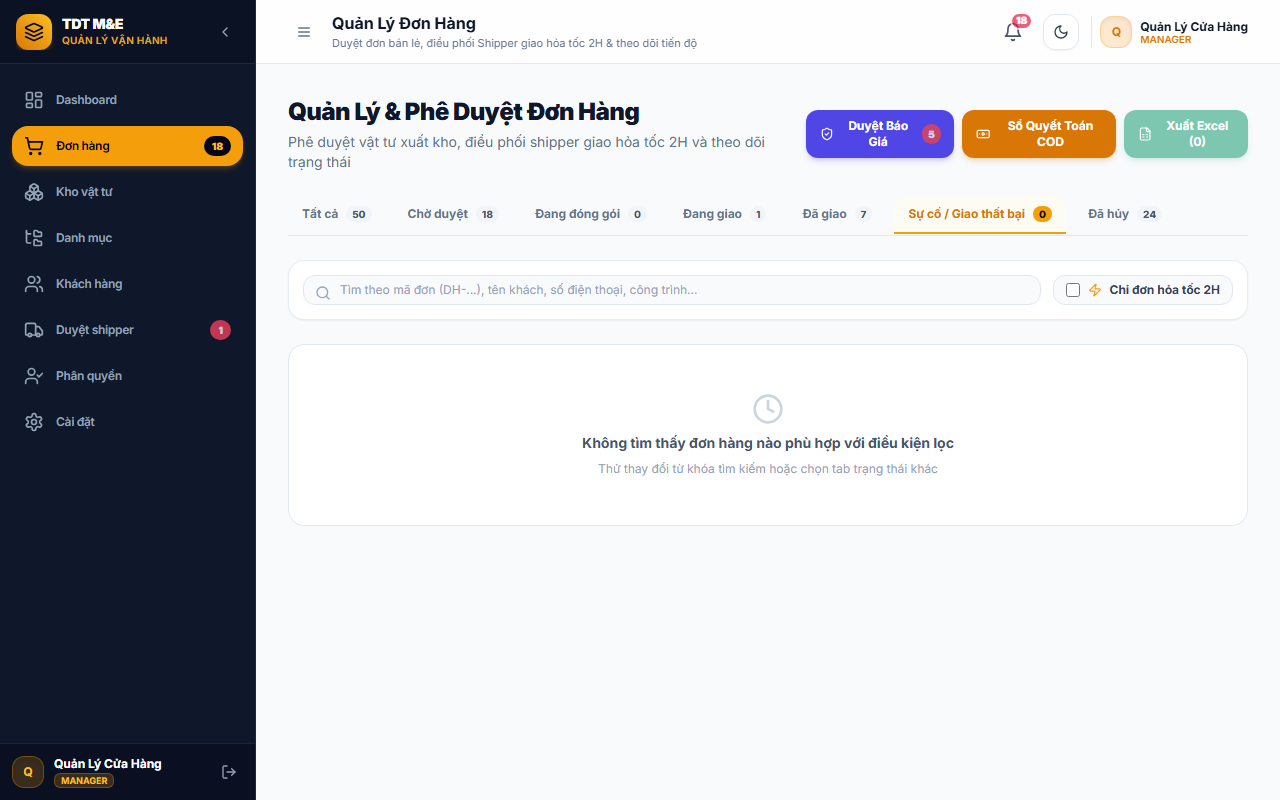 TDT M&E
QUẢN LÝ VẬN HÀNH
Dashboard
Đơn hàng 18
Kho vật tư
Danh mục
Khách hàng
Duyệt shipper 1
Phân quyền
Cài đặt
Quản Lý Cửa Hàng
Q
MANAGER
Quản Lý Đơn Hàng
Duyệt đơn bán lẻ, điều phối Shipper giao hỏa tốc 2H & theo dõi tiến độ
18
Q
Quản Lý Cửa Hàng
MANAGER
Quản Lý & Phê Duyệt Đơn Hàng
Phê duyệt vật tư xuất kho, điều phối shipper giao hỏa tốc 2H và theo dõi
trạng thái
Duyệt Báo
Giá
5
Sổ Quyết Toán
COD
Xuất Excel
(0)
Tất cả 50 Chờ duyệt 18 Đang đóng gói 0 Đang giao 1 Đã giao 7 Sự cố / Giao thất bại 0 Đã hủy 24
Tìm theo mã đơn (DH-...), tên khách, số điện thoại, công trình...
Chỉ đơn hỏa tốc 2H
Không tìm thấy đơn hàng nào phù hợp với điều kiện lọc
Thử thay đổi từ khóa tìm kiếm hoặc chọn tab trạng thái khác